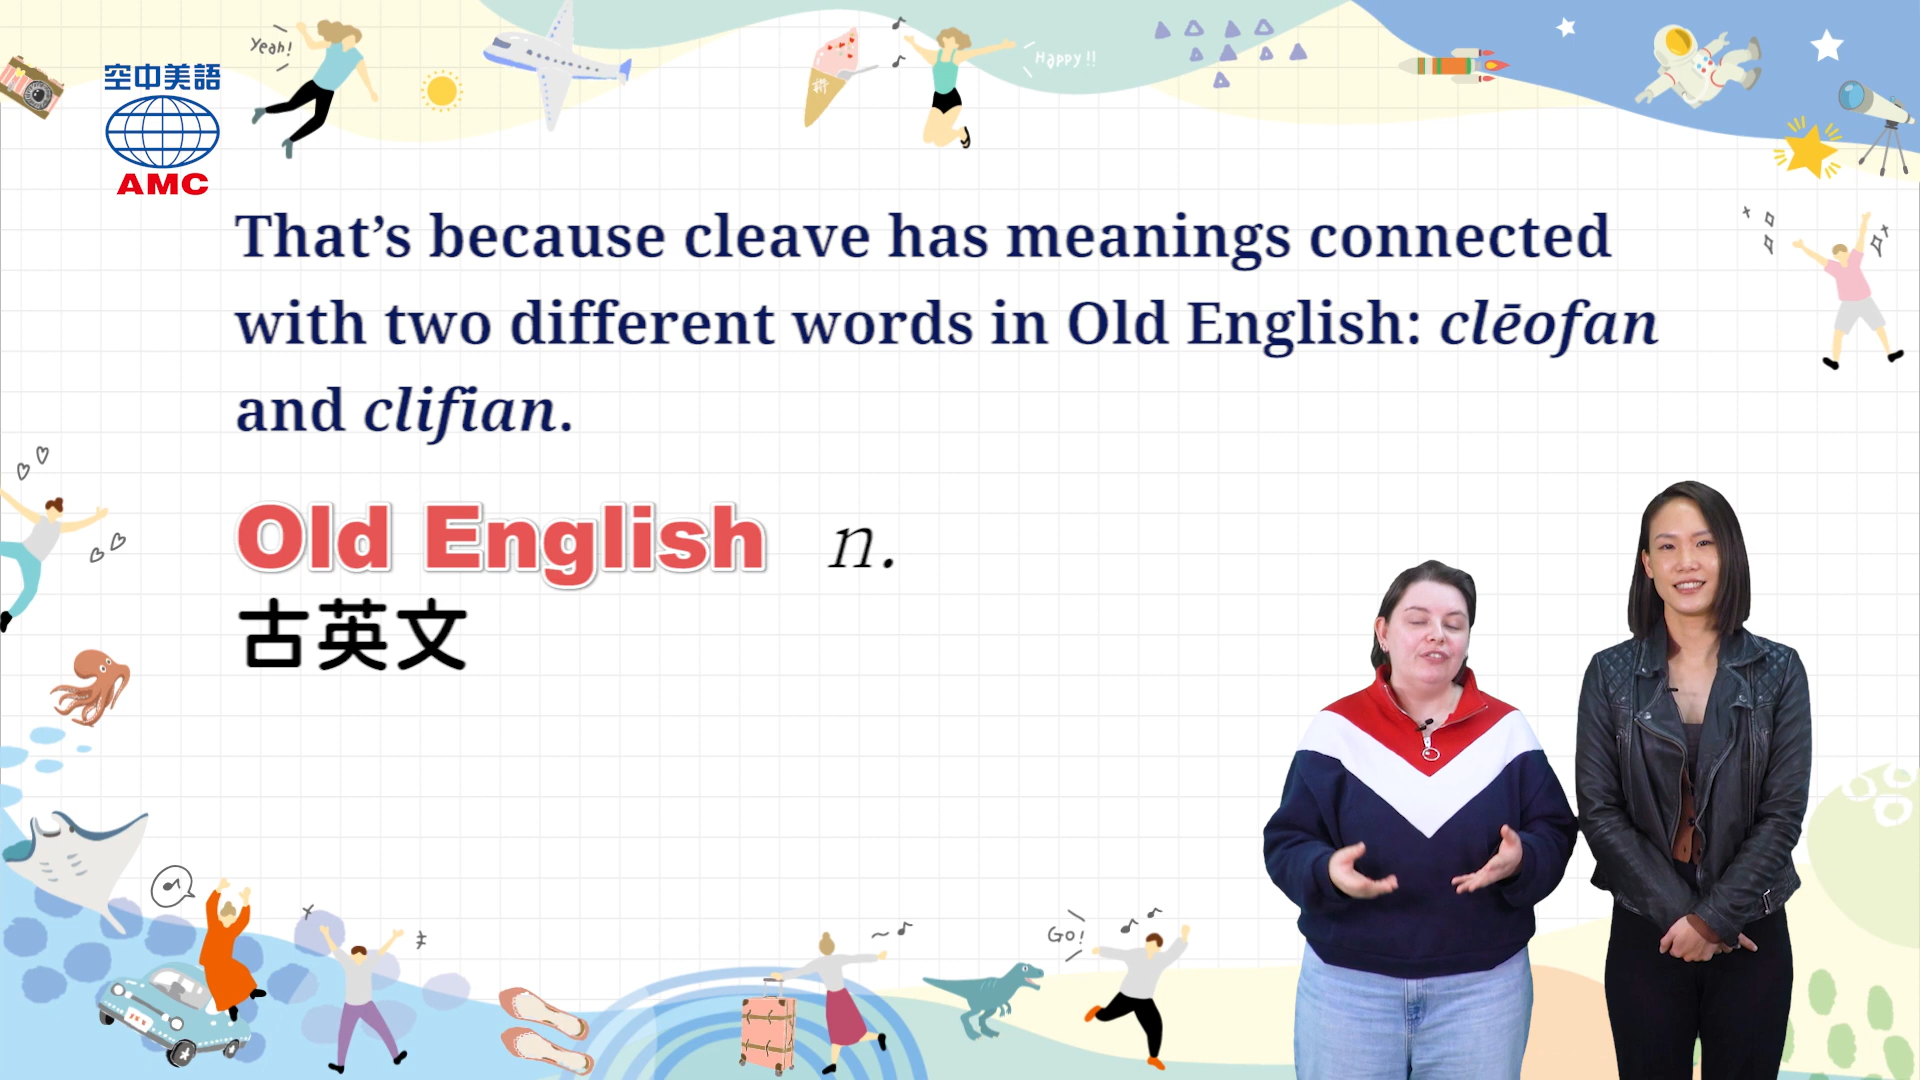 Yeah!
Happy!!
空中美語
AMC
That’s because cleave has meanings connected
with two different words in Old English: clēofan
and clifian.
Old English n.
古英文
Go!